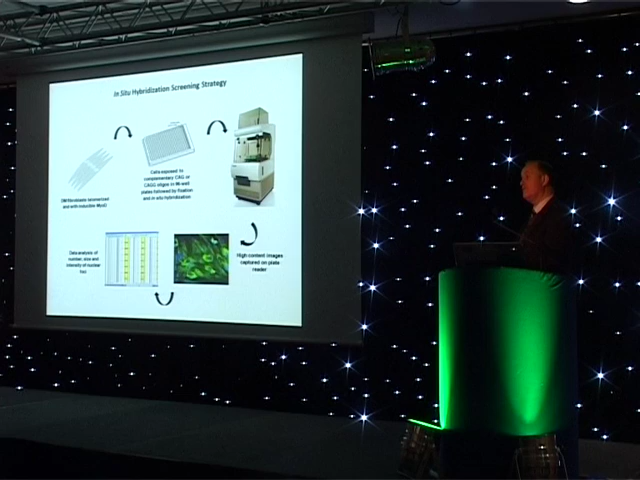 In Situ Hybridization Screening Strategy
DM fibroblasts immortalized
and with inducible MyoD
Cells exposed to
complementary CAG or
CAGG oligos in 96-well
plates followed by fixation
and in situ hybridization
High content images
captured on plate
reader
Data analysis of
number, size and
intensity of nuclear
foci